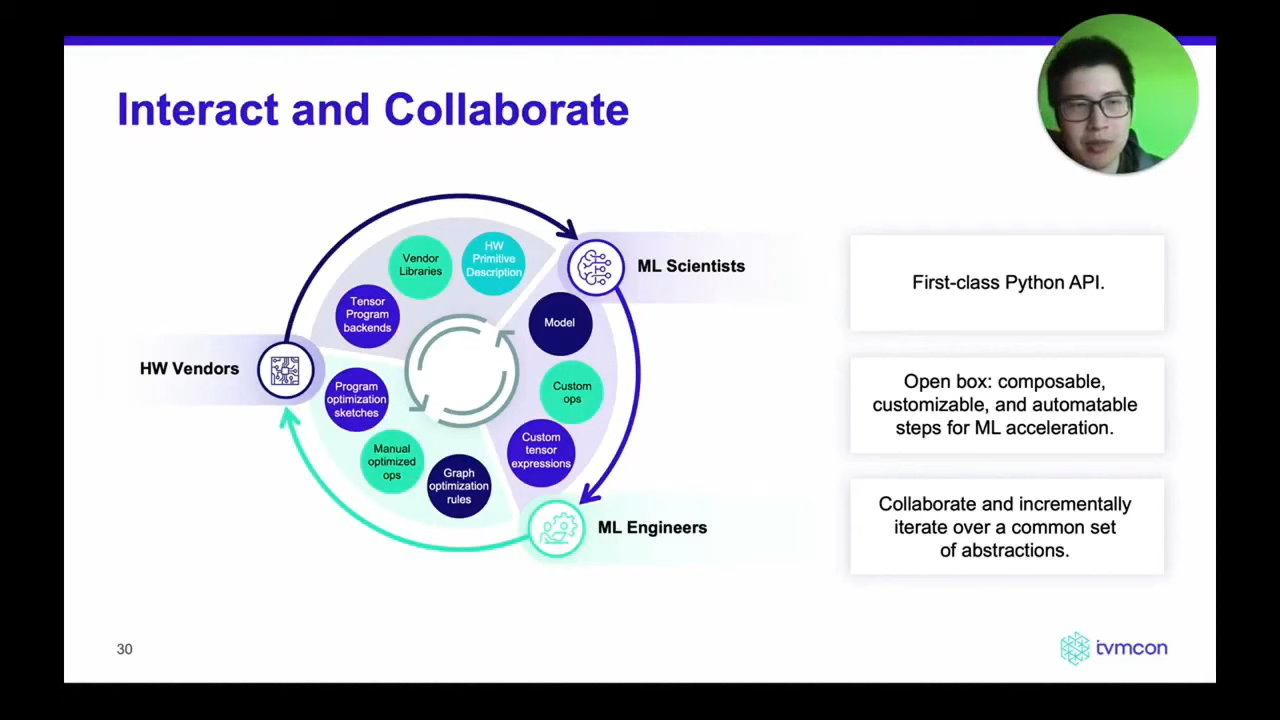 Interact and Collaborate
HW
Primitive
Description
Vendor
Libraries
Tensor
Program
backends
ML Scientists
Model
HW Vendors
Program
optimization
sketches
Custom
ops
Manual
optimized
ops
Custom
tensor
expressions
Graph
optimization
rules
ML Engineers
First-class Python API.
Open box: composable,
customizable, and automatable
steps for ML acceleration.
Collaborate and incrementally
iterate over a common set
of abstractions.
30
tvmcon